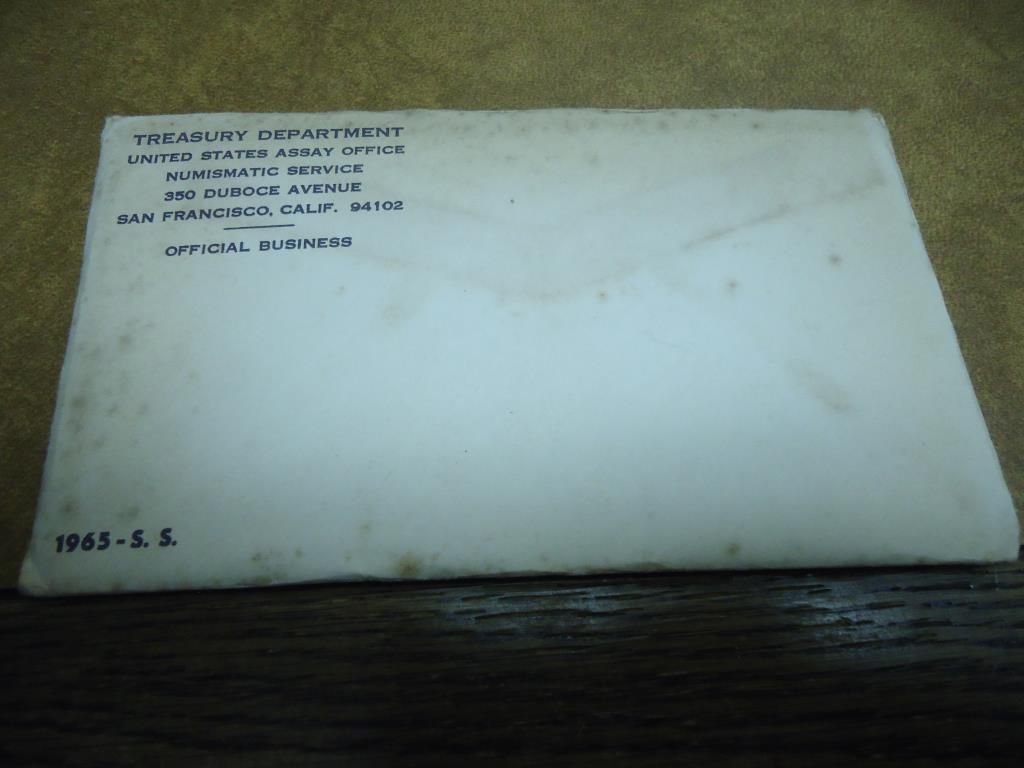 TREASURY DEPARTMENT
UNITED STATES ASSAY OFFICE
NUMISMATIC SERVICE
350 DUBOCE AVENUE
SAN FRANCISCO, CALIF. 94102
OFFICIAL BUSINESS
1965 - S. S.